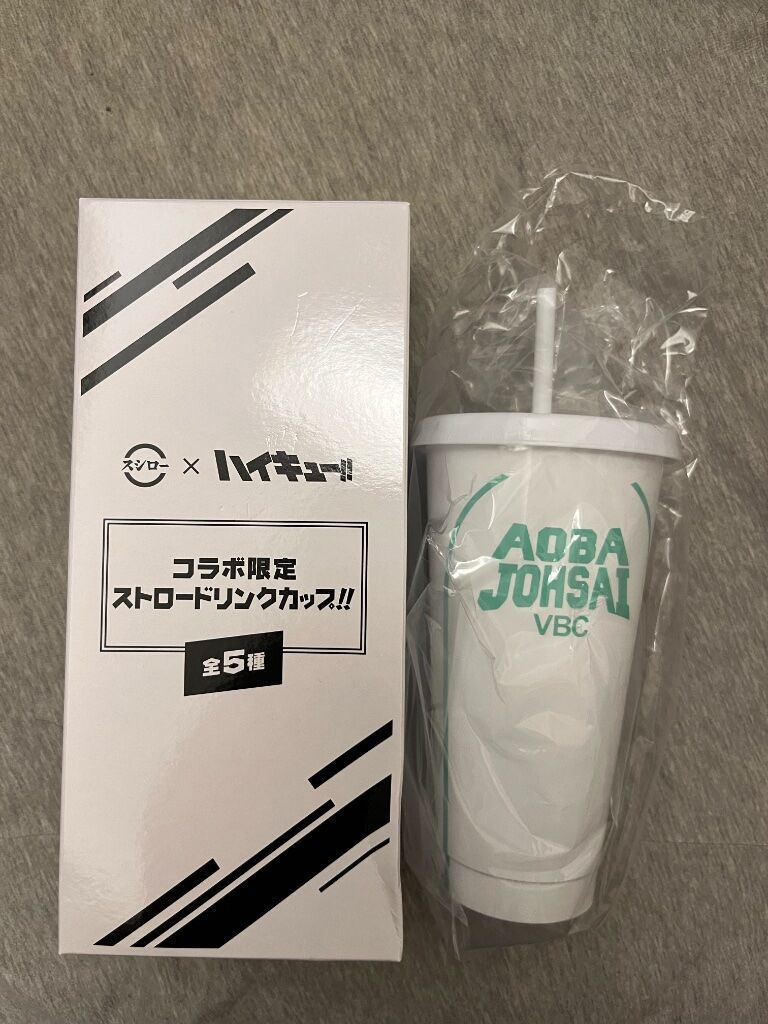 スシロー × ハイキュー!!
コラボ限定
ストロードリンクカップ!!
全5種
AOBA
JOHSAI
VBC